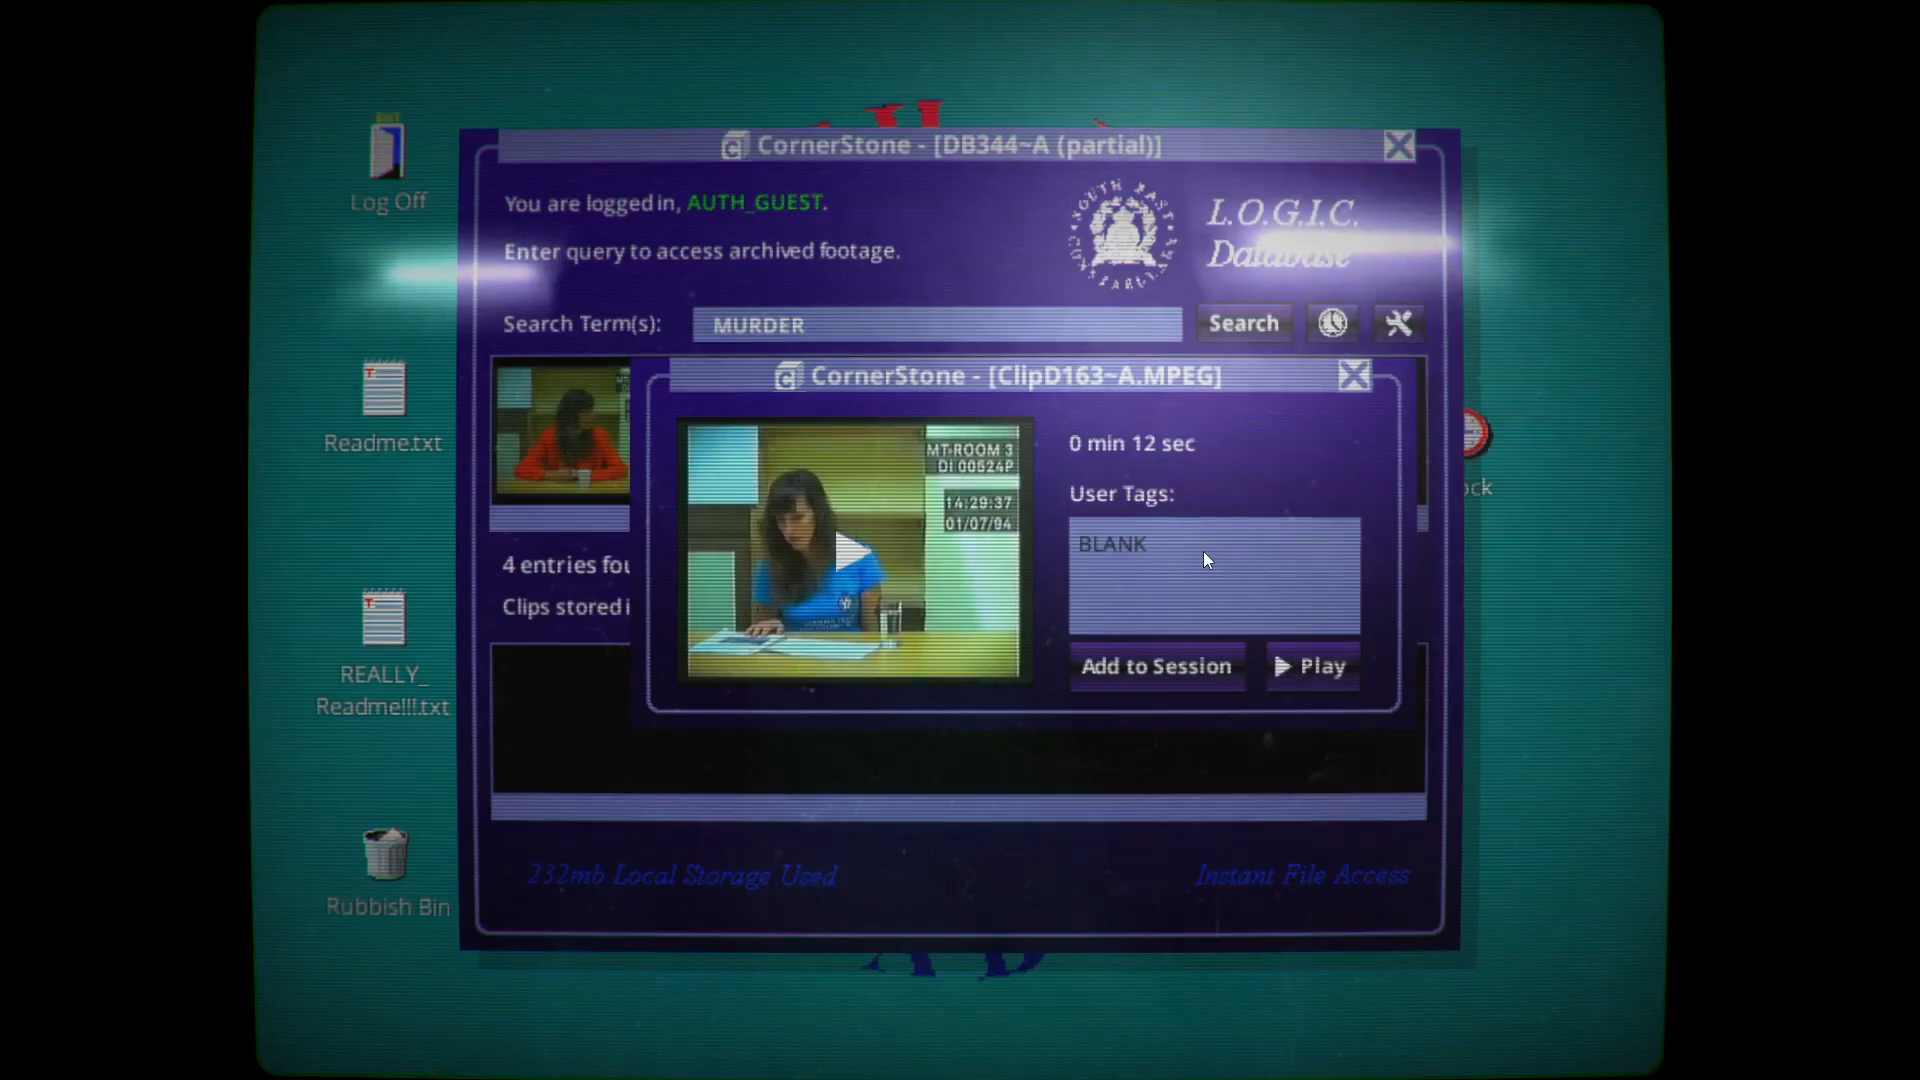 EXIT
Log Off
CornerStone - [DB344~A (partial)]
You are logged in, AUTH_GUEST.
L.O.G.I.C.
Database
Enter query to access archived footage.
Search Term(s):
MURDER
Search
CornerStone - [ClipD163~A.MPEG]
Readme.txt
MT-ROOM 3
DI 00624P
14:29:37
01/07/94
0 min 12 sec
User Tags:
BLANK
4 entries fou
Clips stored i
Add to Session
Play
REALLY_
Readme!!!.txt
232mb Local Storage Used
Instant File Access
Rubbish Bin